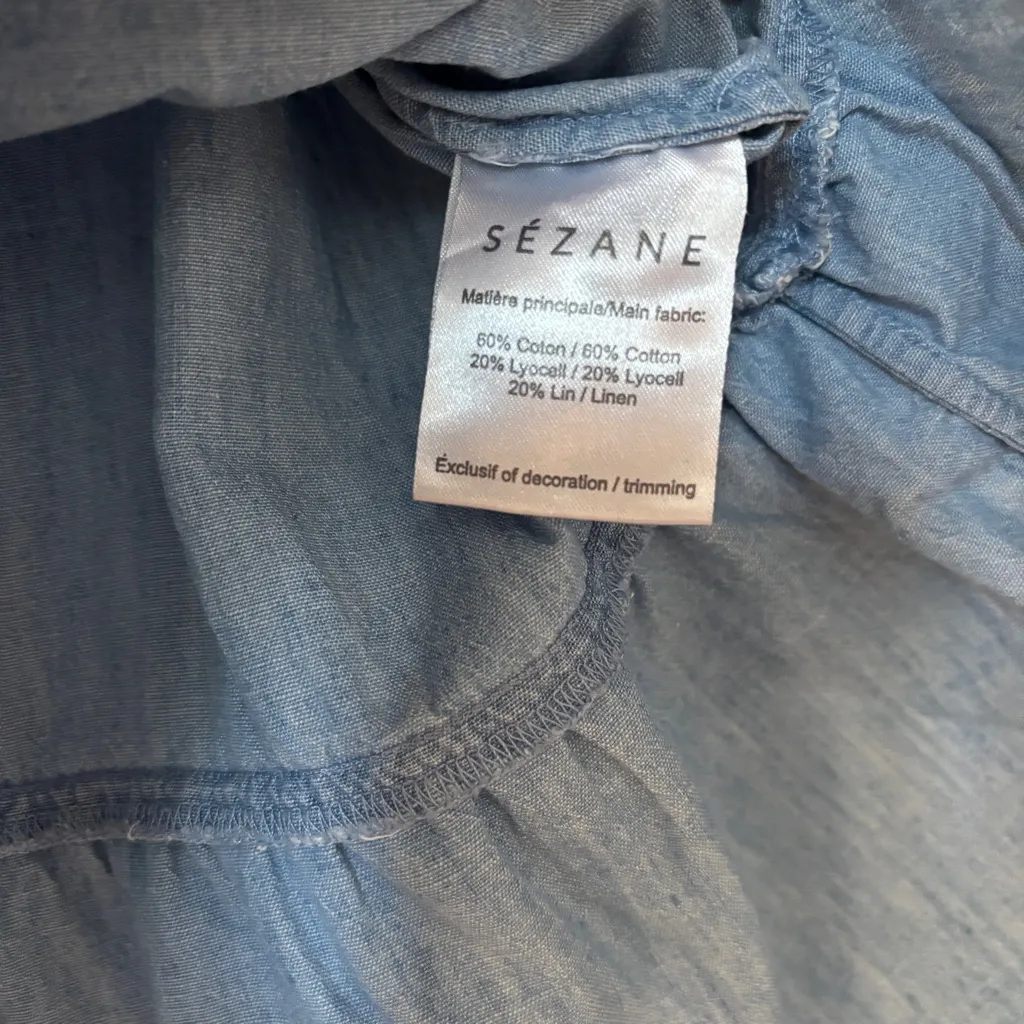 SÉZANE
Matière principale/Main fabric:
60% Coton / 60% Cotton
20% Lyocell / 20% Lyocell
20% Lin / Linen
Éxclusif of decoration / trimming